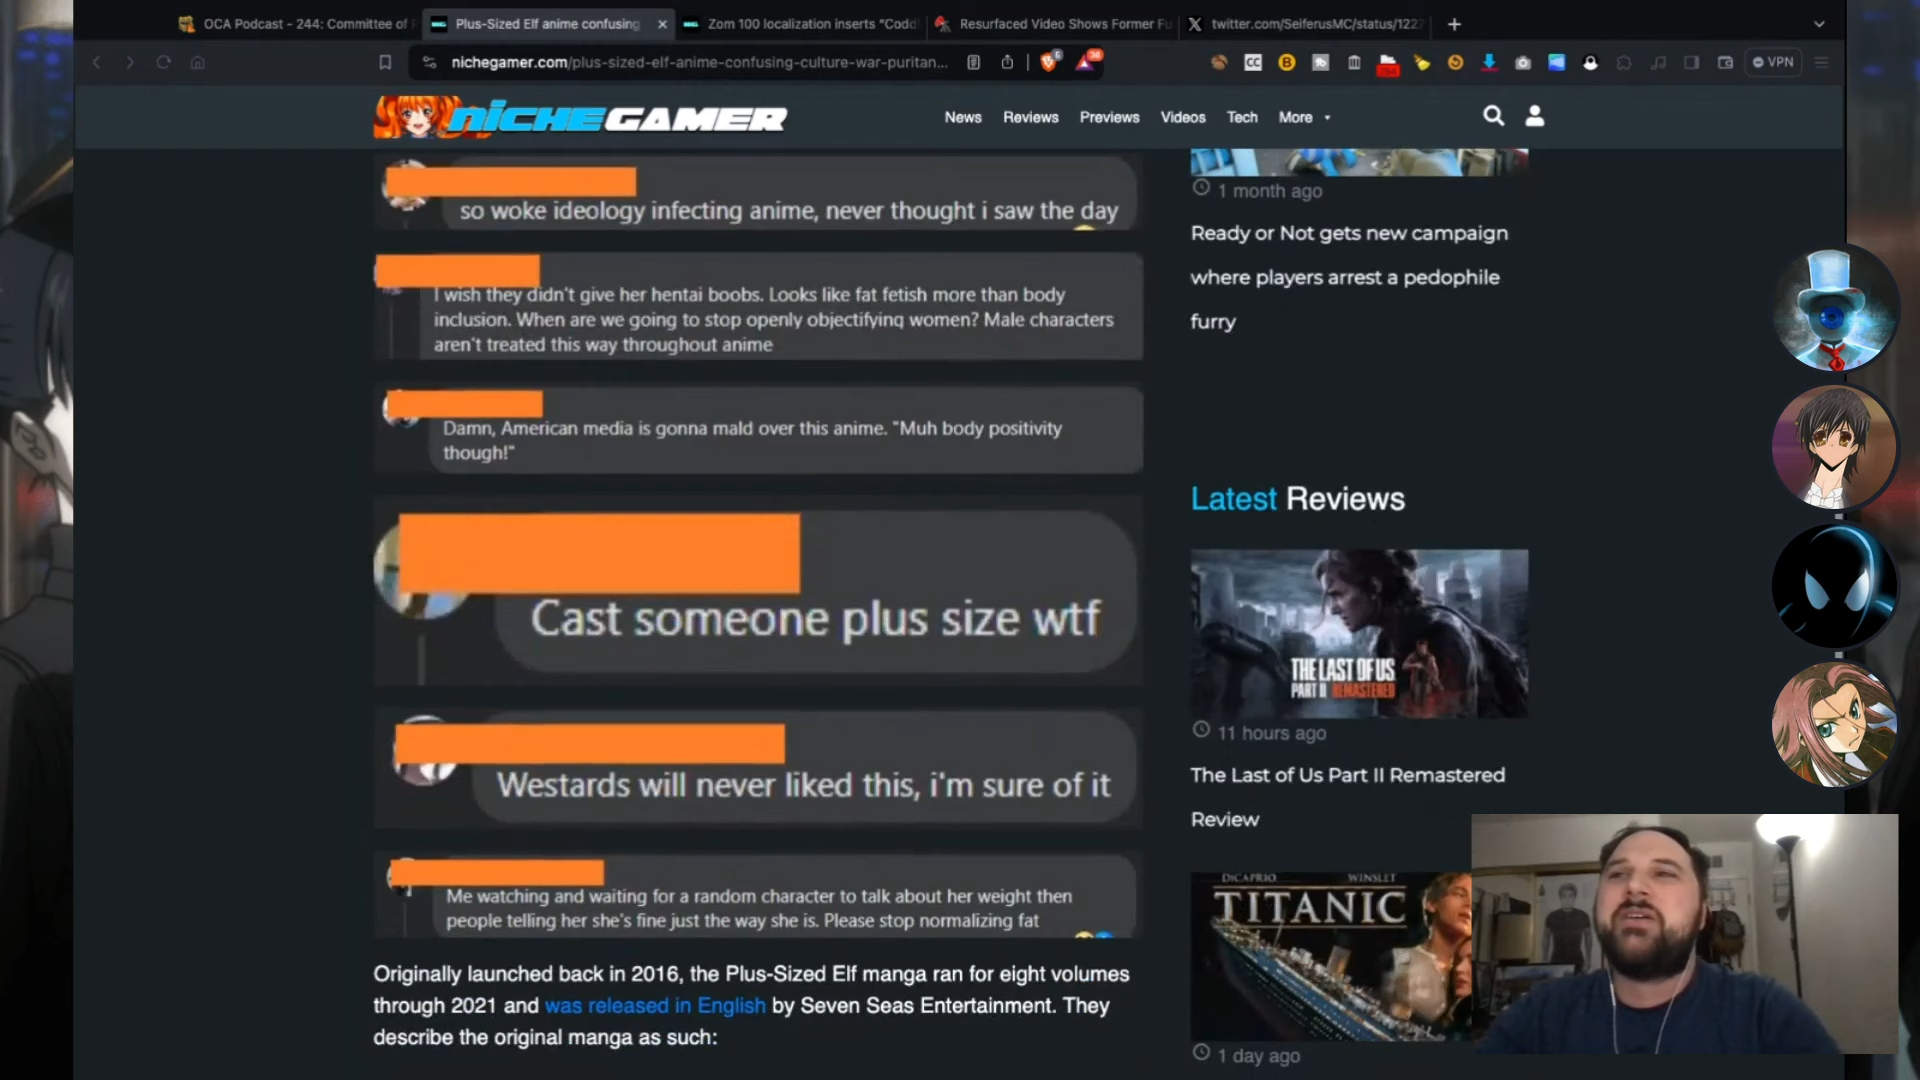 OCA Podcast - 244: Committee of
Plus-Sized Elf anime confusing
Zom 100 localization inserts "Codd
Resurfaced Video Shows Former Fu
twitter.com/SeiferusMC/status/122
nichegamer.com/plus-sized-elf-anime-confusing-culture-war-puritan...
VPN
NICHEGAMER
News
Reviews
Previews
Videos
Tech
More
so woke ideology infecting anime, never thought i saw the day
I wish they didn't give her hentai boobs. Looks like fat fetish more than body
inclusion. When are we going to stop openly objectifying women? Male characters
aren't treated this way throughout anime
Damn, American media is gonna mald over this anime. "Muh body positivity
though!"
Cast someone plus size wtf
Westards will never liked this, i'm sure of it
Me watching and waiting for a random character to talk about her weight then
people telling her she's fine just the way she is. Please stop normalizing fat
Originally launched back in 2016, the Plus-Sized Elf manga ran for eight volumes
through 2021 and was released in English by Seven Seas Entertainment. They
describe the original manga as such:
1 month ago
Ready or Not gets new campaign
where players arrest a pedophile
furry
Latest Reviews
THE LAST OF US
PART II REMASTERED
11 hours ago
The Last of Us Part II Remastered
Review
DICAPRIO WINSLET
TITANIC
1 day ago